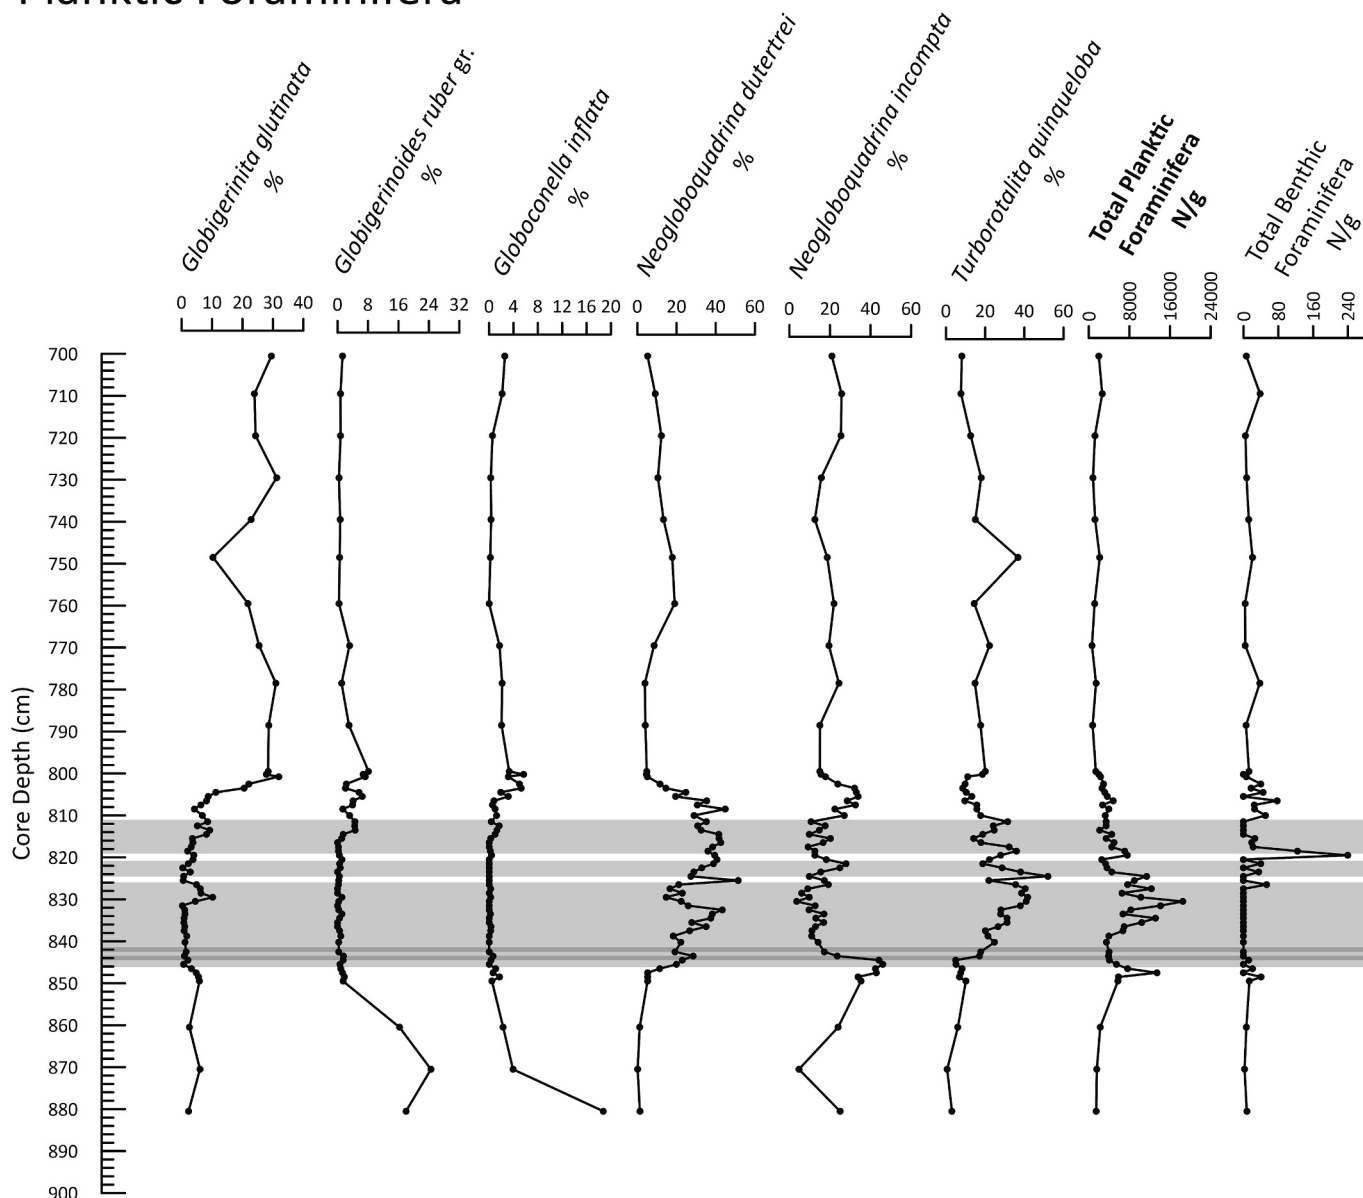 Planktic Foraminifera
Globigerinita glutinata
%
Globigerinoides ruber gr.
%
Globoconella inflata
%
Neogloboquadrina dutertrei
%
Neogloboquadrina incompta
%
Turborotalita quinqueloba
%
Total Planktic
Foraminifera
N/g
Total Benthic
Foraminifera
N/g
0 10 20 30 40
0 8 16 24 32
0 4 8 12 16 20
0 20 40 60
0 20 40 60
0 20 40 60
0 8000 16000 24000
0 80 160 240
Core Depth (cm)
700
710
720
730
740
750
760
770
780
790
800
810
820
830
840
850
860
870
880
890
900